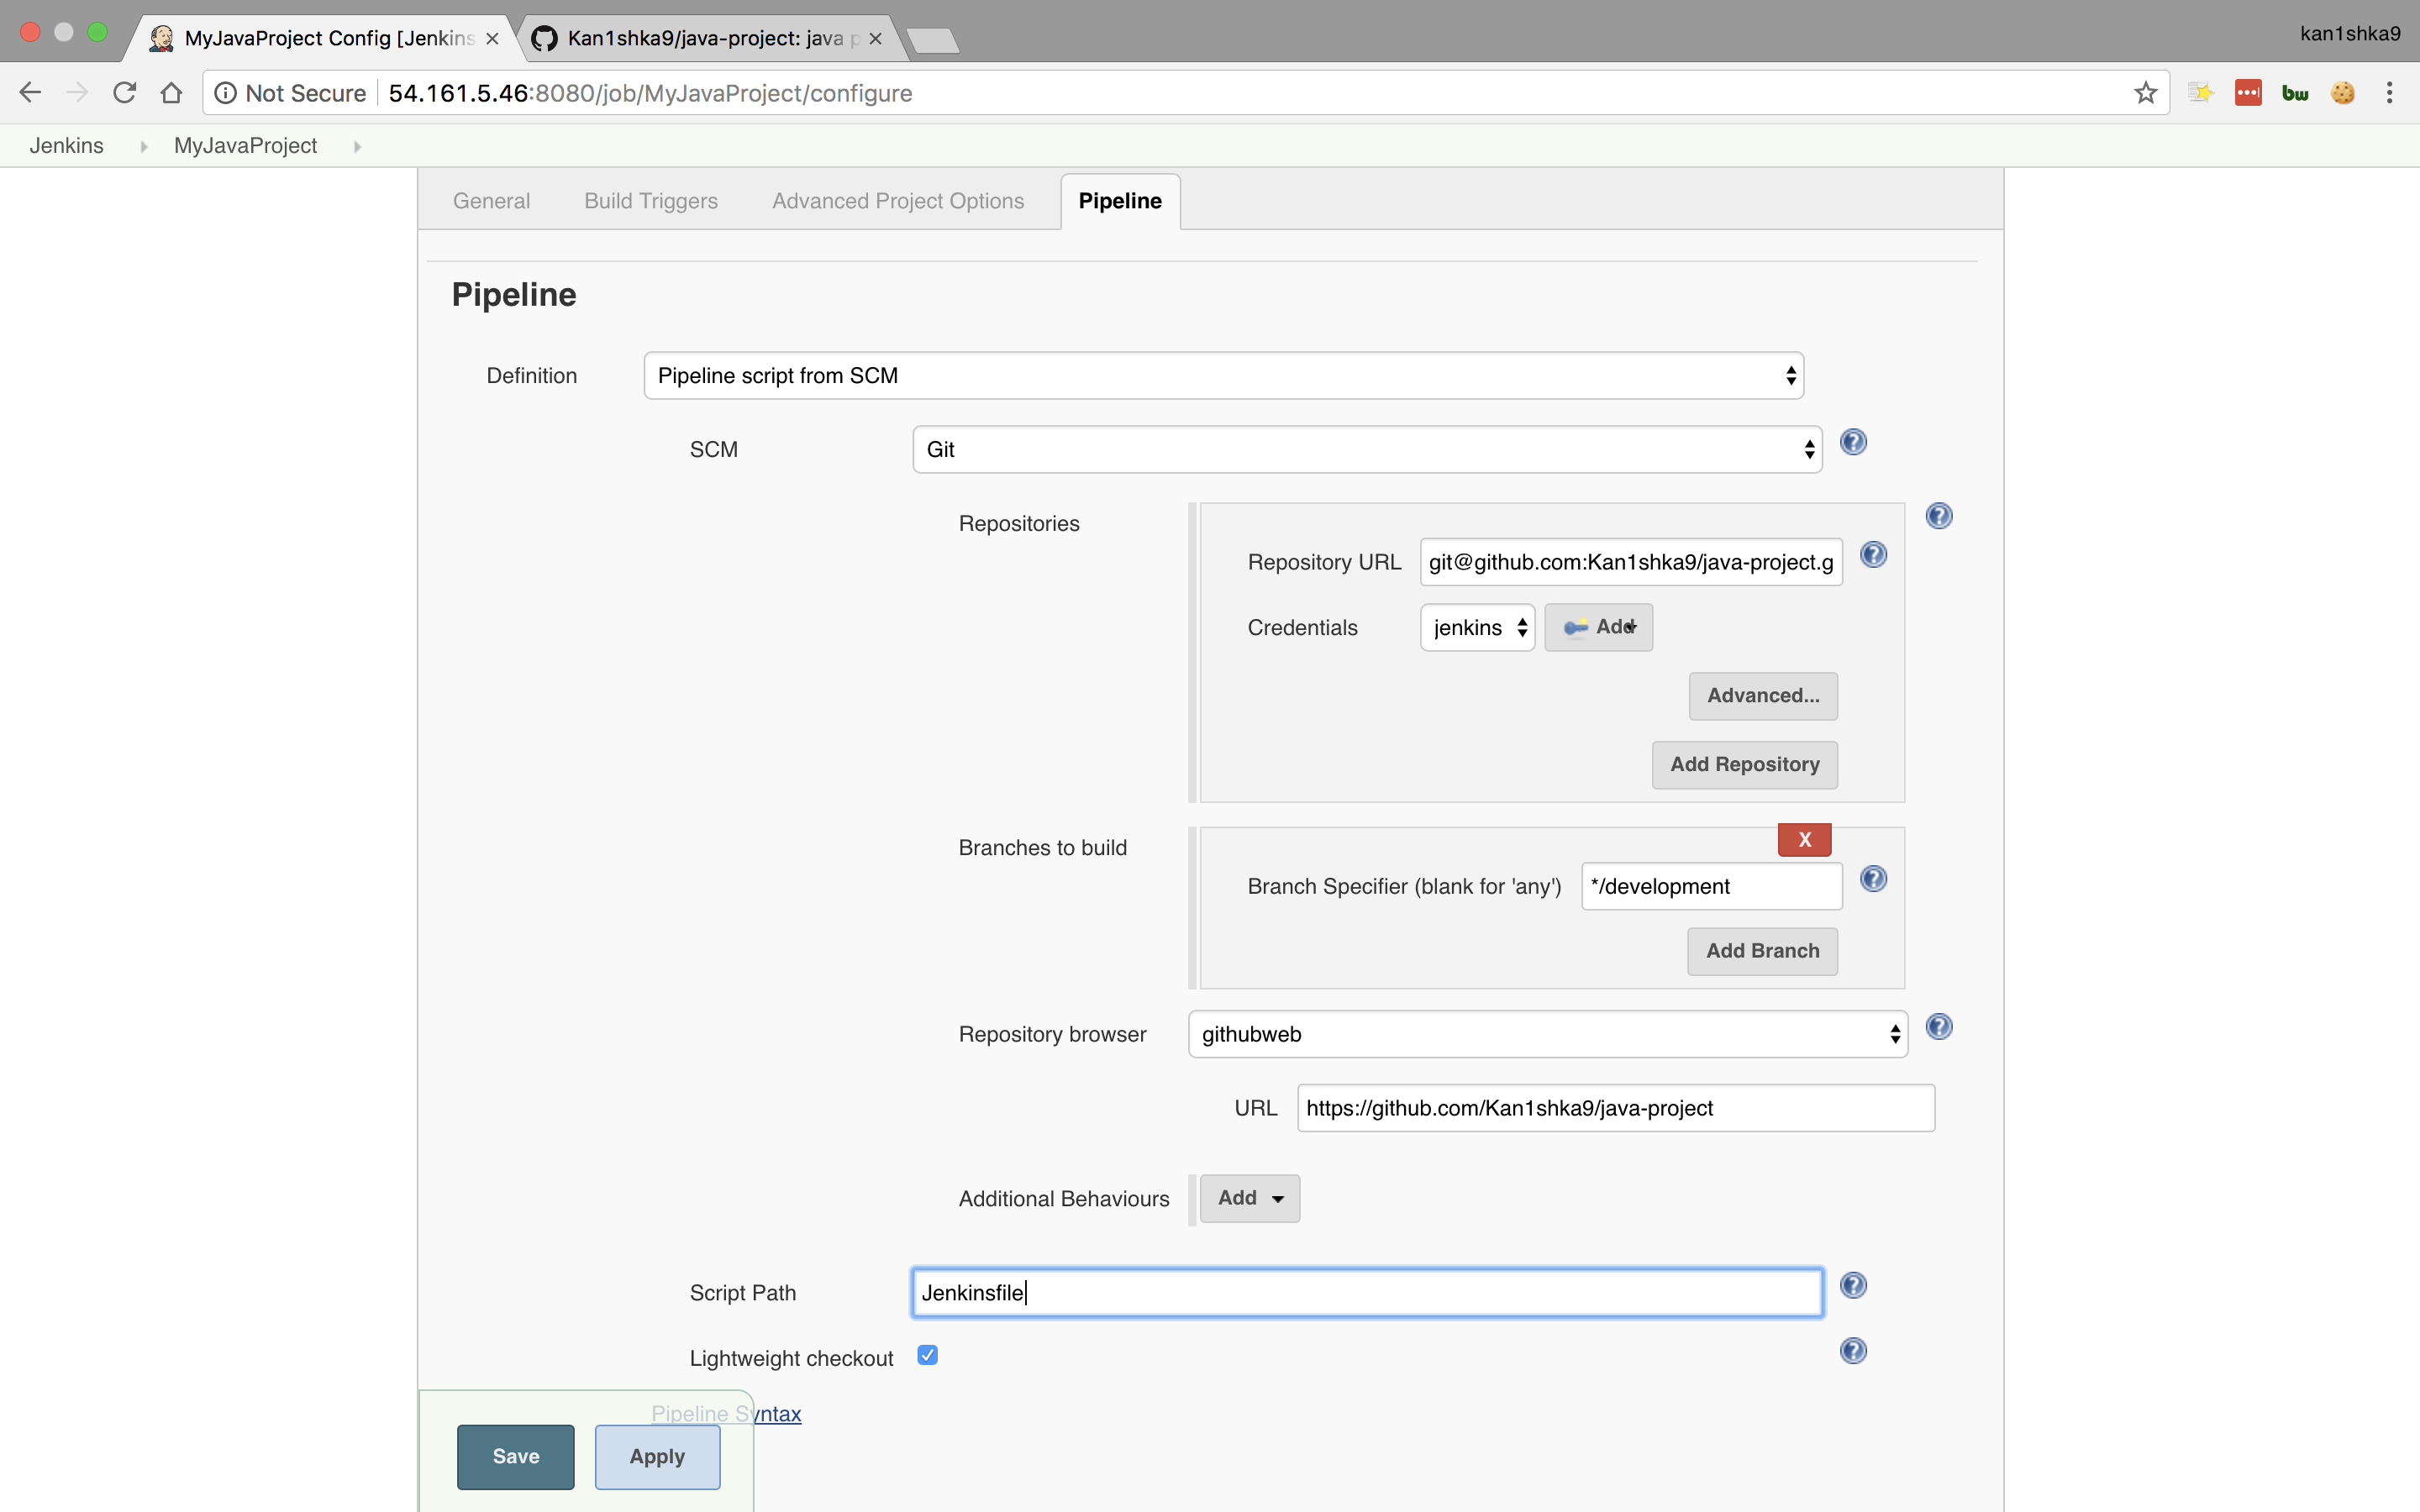 MyJavaProject Config [Jenkins
Kan1shka9/java-project: java p
kan1shka9
Not Secure
54.161.5.46:8080/job/MyJavaProject/configure
bw
Jenkins
MyJavaProject
General
Build Triggers
Advanced Project Options
Pipeline
Pipeline
Definition
Pipeline script from SCM
SCM
Git
Repositories
Repository URL
git@github.com:Kan1shka9/java-project.g
Credentials
jenkins
Add
Advanced...
Add Repository
Branches to build
X
Branch Specifier (blank for 'any')
*/development
Add Branch
Repository browser
githubweb
URL
https://github.com/Kan1shka9/java-project
Additional Behaviours
Add
Script Path
Jenkinsfile
Lightweight checkout
Pipeline Syntax
Save
Apply